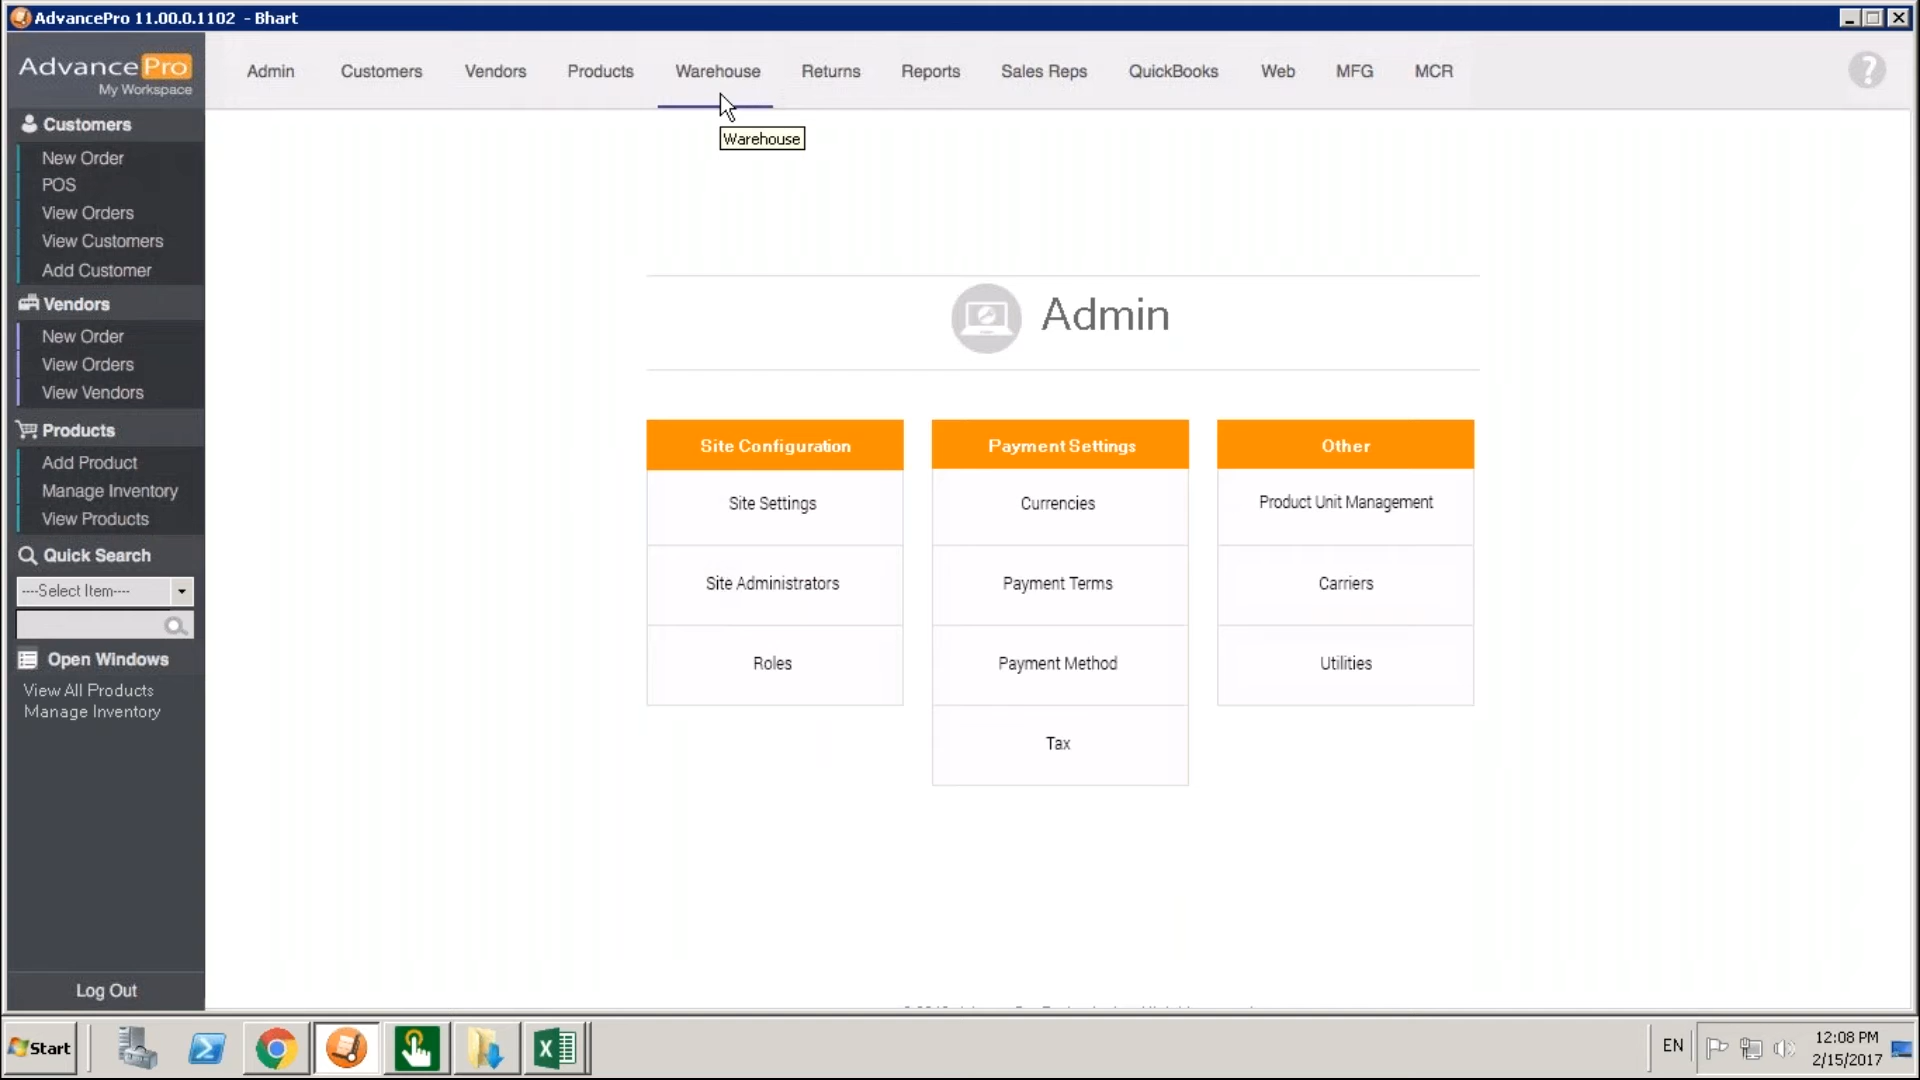 AdvancePro 11.00.0.1102 - Bhart
AdvancePro
My Workspace
Admin
Customers
Vendors
Products
Warehouse
Returns
Reports
Sales Reps
QuickBooks
Web
MFG
MCR
?
Warehouse
Customers
New Order
POS
View Orders
View Customers
Add Customer
Vendors
New Order
View Orders
View Vendors
Products
Add Product
Manage Inventory
View Products
Quick Search
----Select Item----
Open Windows
View All Products
Manage Inventory
Log Out
Admin
Site Configuration
Site Settings
Site Administrators
Roles
Payment Settings
Currencies
Payment Terms
Payment Method
Tax
Other
Product Unit Management
Carriers
Utilities
Start
EN
12:08 PM
2/15/2017